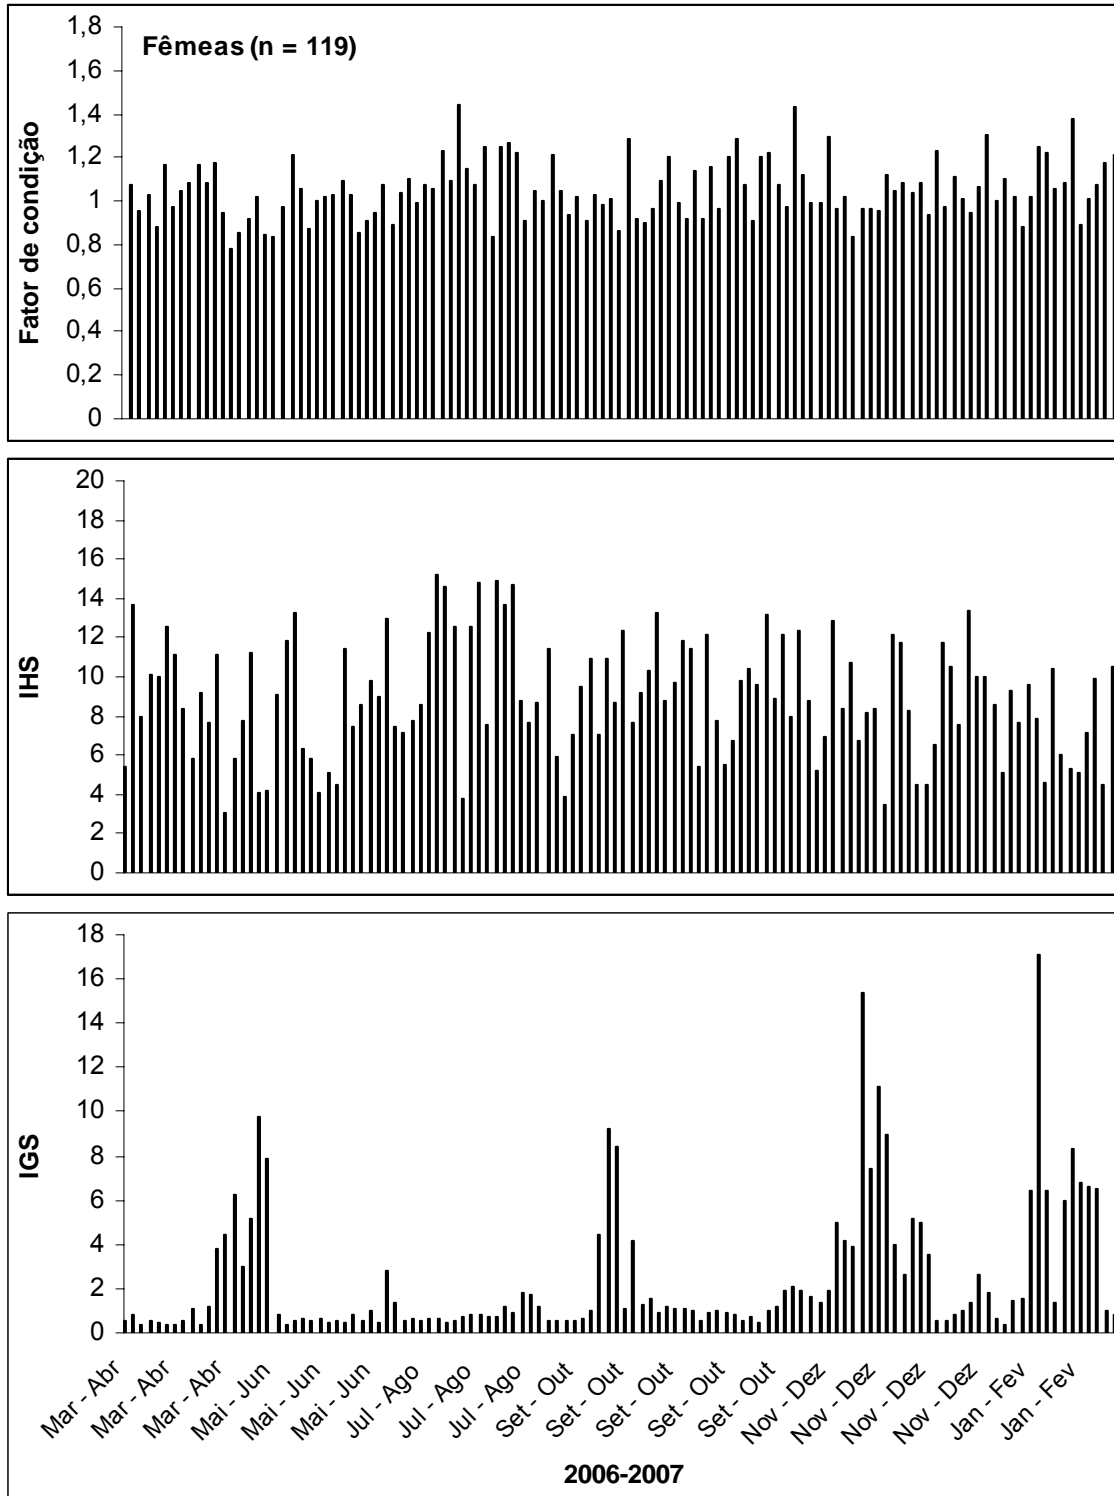 Fêmeas (n = 119)
Fator de condição
1,8
1,6
1,4
1,2
1
0,8
0,6
0,4
0,2
0
IHS
20
18
16
14
12
10
8
6
4
2
0
IGS
18
16
14
12
10
8
6
4
2
0
Mar - Abr
Mar - Abr
Mar - Abr
Mai - Jun
Mai - Jun
Mai - Jun
Jul - Ago
Jul - Ago
Jul - Ago
Set - Out
Set - Out
Set - Out
Set - Out
Set - Out
Nov - Dez
Nov - Dez
Nov - Dez
Nov - Dez
Jan - Fev
Jan - Fev
2006-2007